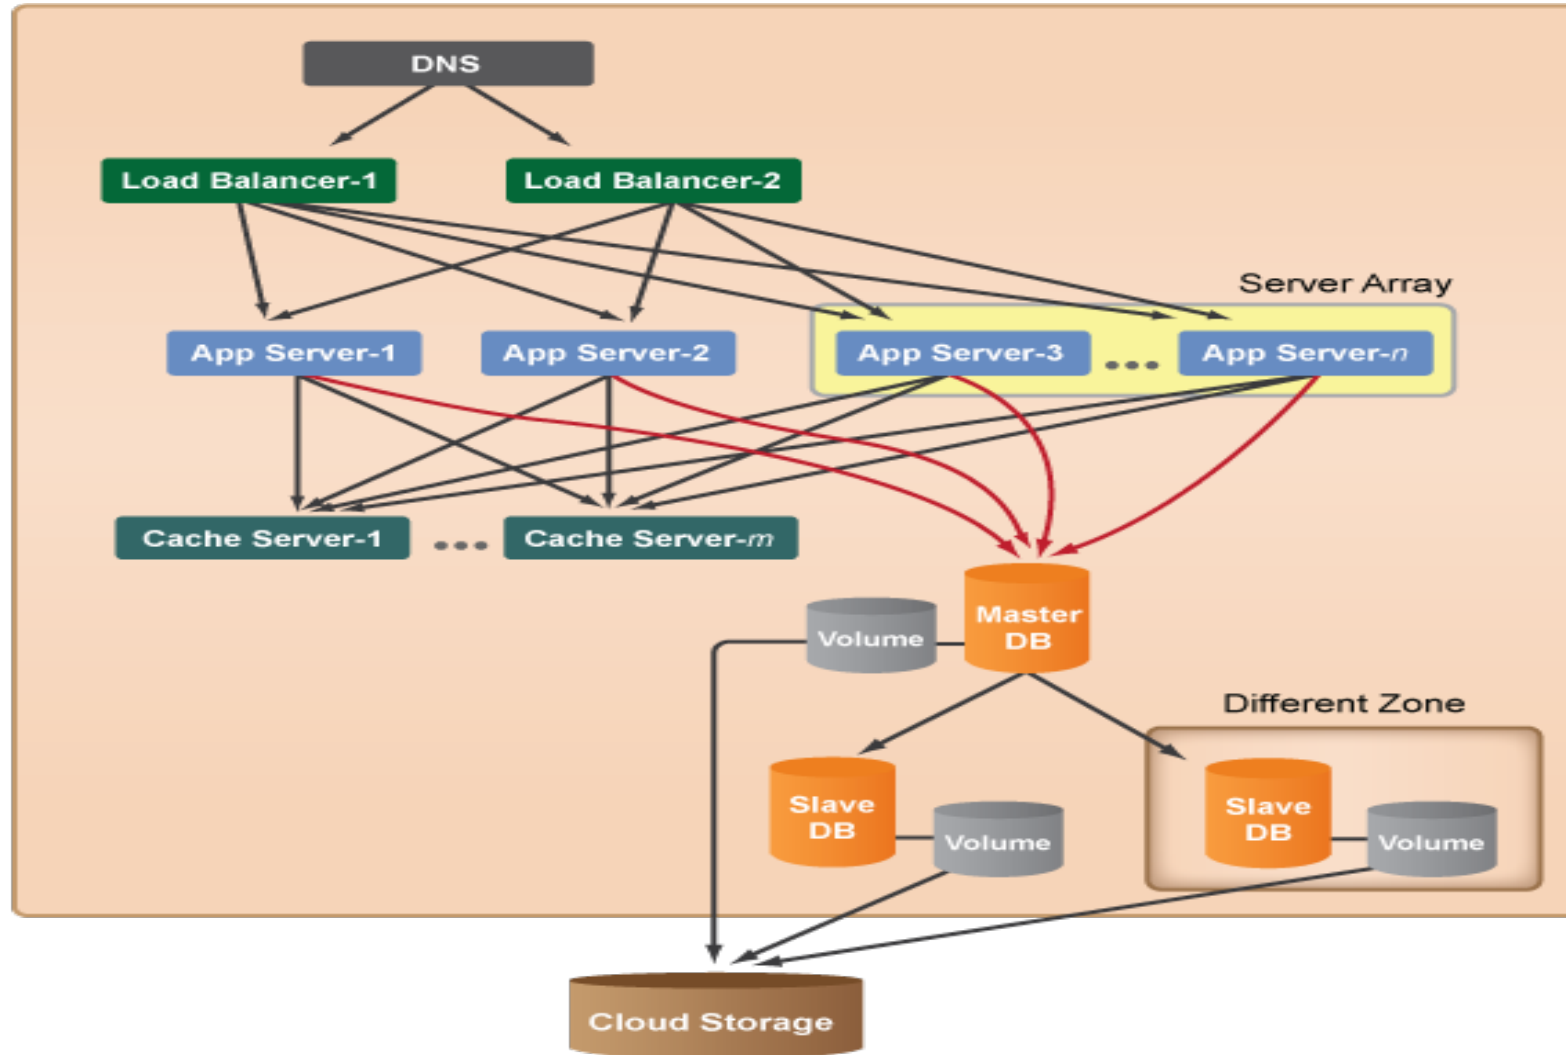 DNS
Load Balancer-1
Load Balancer-2
Server Array
App Server-1
App Server-2
App Server-3
App Server-n
Cache Server-1
Cache Server-m
Master
DB
Volume
Different Zone
Slave
DB
Volume
Slave
DB
Volume
Cloud Storage